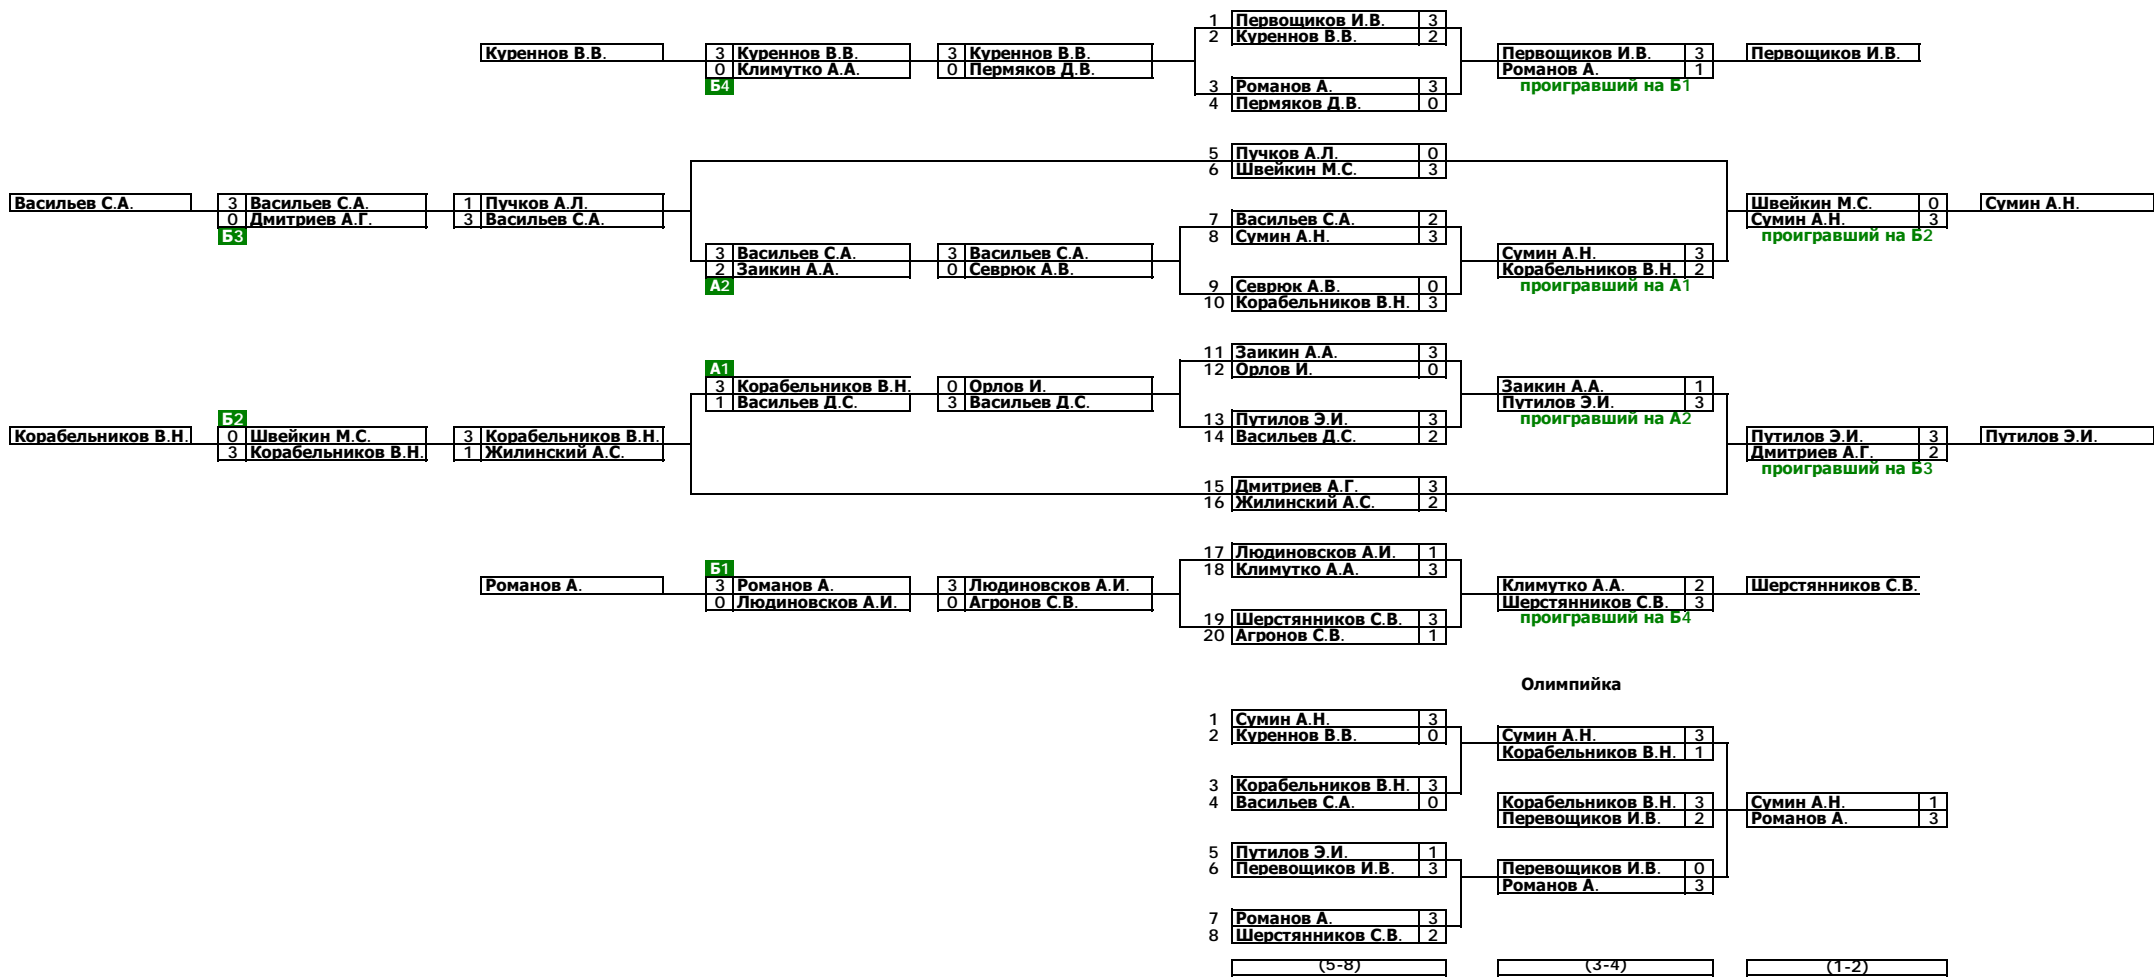 1 Первощиков И.В. 3
2 Куреннов В.В. 2
Куреннов В.В. 3 Куреннов В.В. 3 Куреннов В.В. Первощиков И.В. 3 Первощиков И.В.
0 Климутко А.А. 0 Пермяков Д.В. Романов А. 1
Б4 3 Романов А. 3 проигравший на Б1
4 Пермяков Д.В. 0
5 Пучков А.Л. 0
6 Швейкин М.С. 3
Васильев С.А. 3 Васильев С.А. 1 Пучков А.Л. Швейкин М.С. 0 Сумин А.Н.
0 Дмитриев А.Г. 3 Васильев С.А. 7 Васильев С.А. 2 Сумин А.Н. 3
Б3 8 Сумин А.Н. 3 проигравший на Б2
3 Васильев С.А. 3 Васильев С.А. Сумин А.Н. 3
2 Заикин А.А. 0 Севрюк А.В. Корабельников В.Н. 2
А2 9 Севрюк А.В. 0 проигравший на А1
10 Корабельников В.Н. 3
11 Заикин А.А. 3
А1 12 Орлов И. 0
3 Корабельников В.Н. 0 Орлов И. Заикин А.А. 1
1 Васильев Д.С. 3 Васильев Д.С. Путилов Э.И. 3
Б2 13 Путилов Э.И. 3 проигравший на А2
Корабельников В.Н. 0 Швейкин М.С. 3 Корабельников В.Н. 14 Васильев Д.С. 2 Путилов Э.И. 3 Путилов Э.И.
3 Корабельников В.Н. 1 Жилинский А.С. Дмитриев А.Г. 2
проигравший на Б3
15 Дмитриев А.Г. 3
16 Жилинский А.С. 2
17 Людиновсков А.И. 1
Б1 18 Климутко А.А. 3
Романов А. 3 Романов А. 3 Людиновсков А.И. Климутко А.А. 2 Шерстянников С.В.
0 Людиновсков А.И. 0 Агронов С.В. Шерстянников С.В. 3
19 Шерстянников С.В. 3 проигравший на Б4
20 Агронов С.В. 1
Олимпийка
1 Сумин А.Н. 3
2 Куреннов В.В. 0 Сумин А.Н. 3
Корабельников В.Н. 1
3 Корабельников В.Н. 3
4 Васильев С.А. 0 Корабельников В.Н. 3 Сумин А.Н. 1
Перевощиков И.В. 2 Романов А. 3
5 Путилов Э.И. 1
6 Перевощиков И.В. 3 Перевощиков И.В. 0
Романов А. 3
7 Романов А. 3
8 Шерстянников С.В. 2
(5-8) (3-4) (1-2)